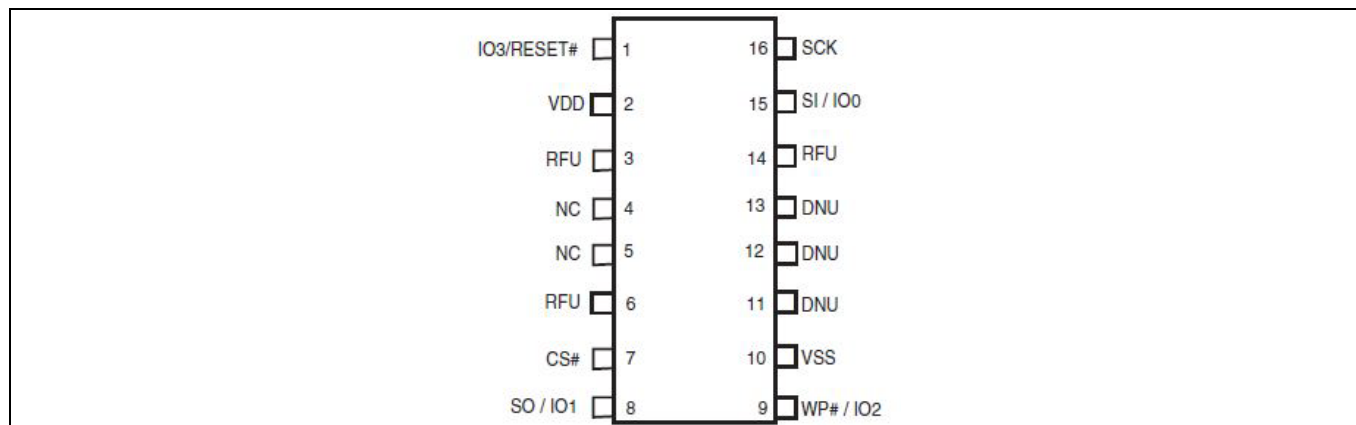 IO3/RESET# 1 16 SCK
VDD 2 15 SI / IO0
RFU 3 14 RFU
NC 4 13 DNU
NC 5 12 DNU
RFU 6 11 DNU
CS# 7 10 VSS
SO / IO1 8 9 WP# / IO2